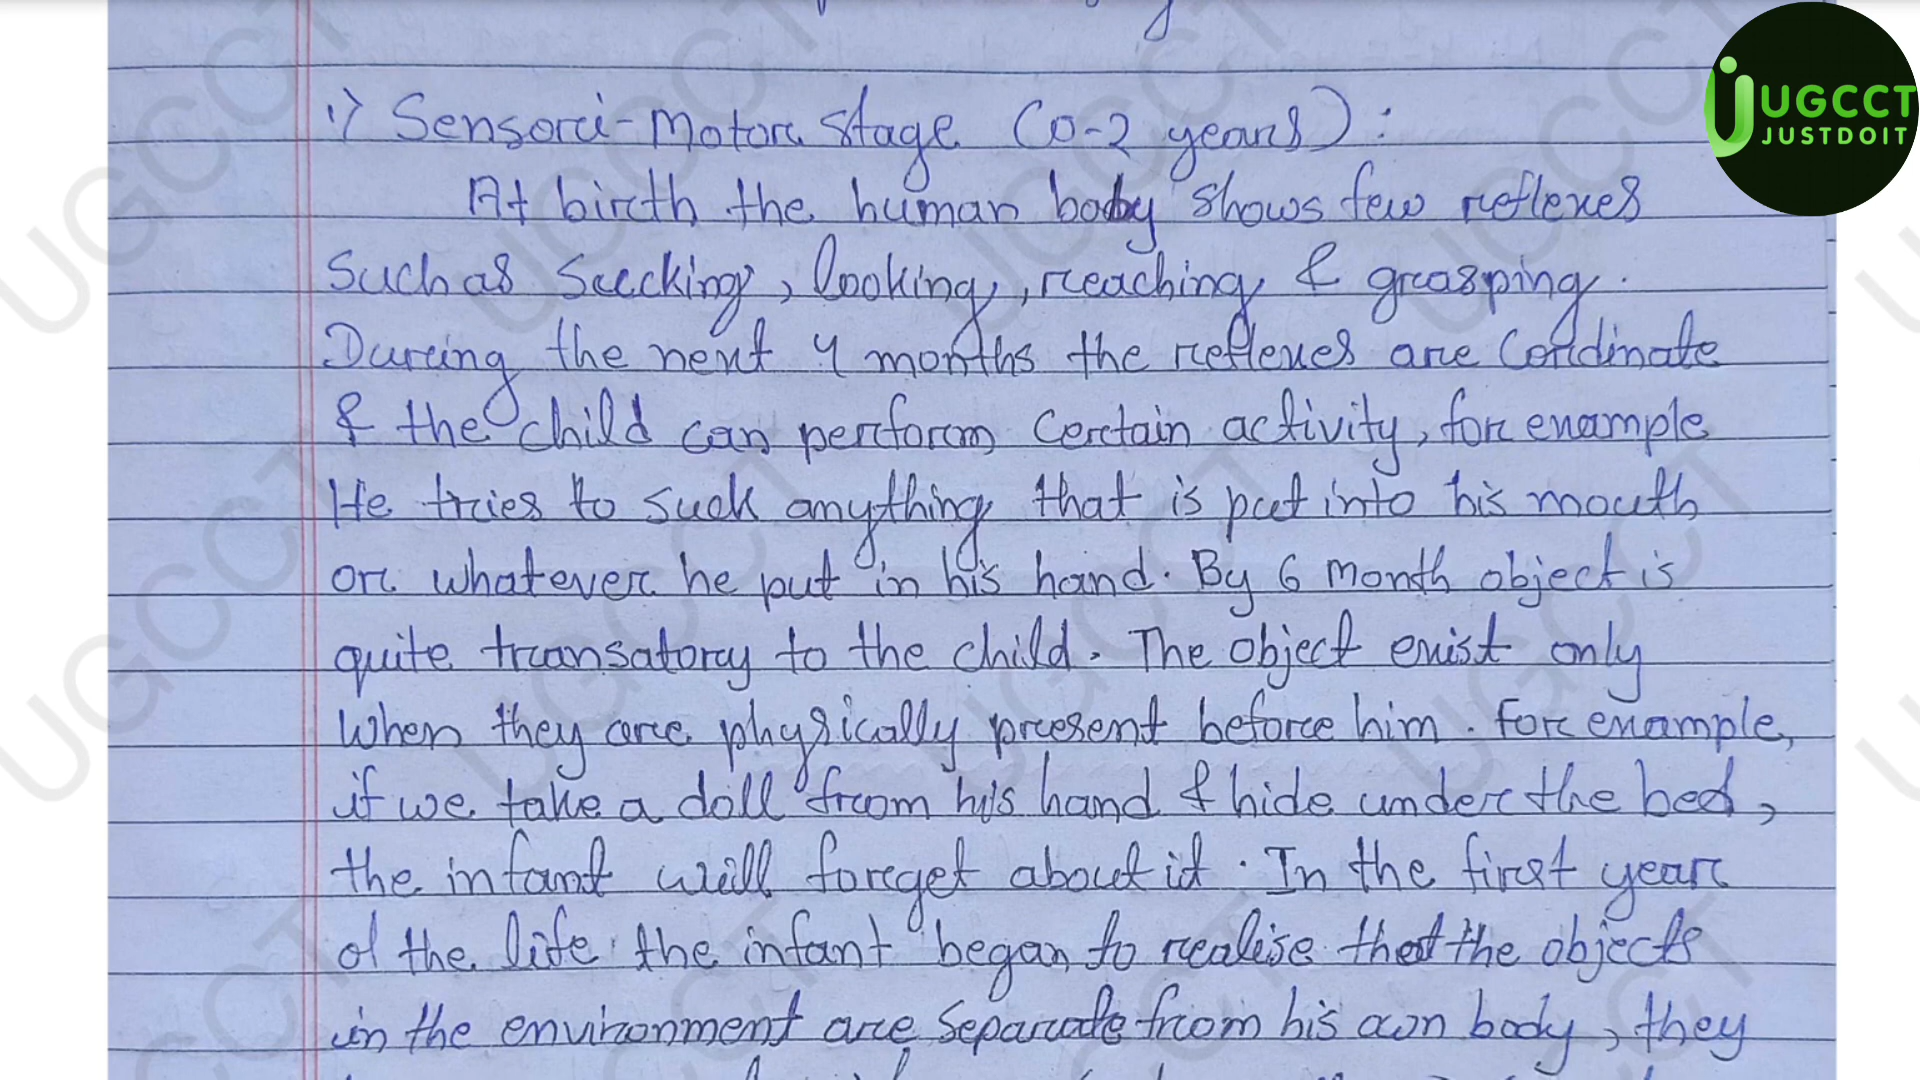 i) Sensori-Motor Stage (0-2 years) :
At birth the human body shows few reflexes
Such as Sucking, looking, reaching & grasping.
During the next 4 months the reflexes are Cordinate
& the child can perform Certain activity, for example
He tries to suck anything that is put into his mouth
or whatever he put in his hand. By 6 month object is
quite transatory to the child. The object exist only
When they are physically present before him. For example,
if we take a doll from his hand & hide under the bed,
the infant will forget about it. In the first year
of the life the infant began to realise that the objects
in the environment are Separate from his own body, they
UGCCT
JUSTDOIT